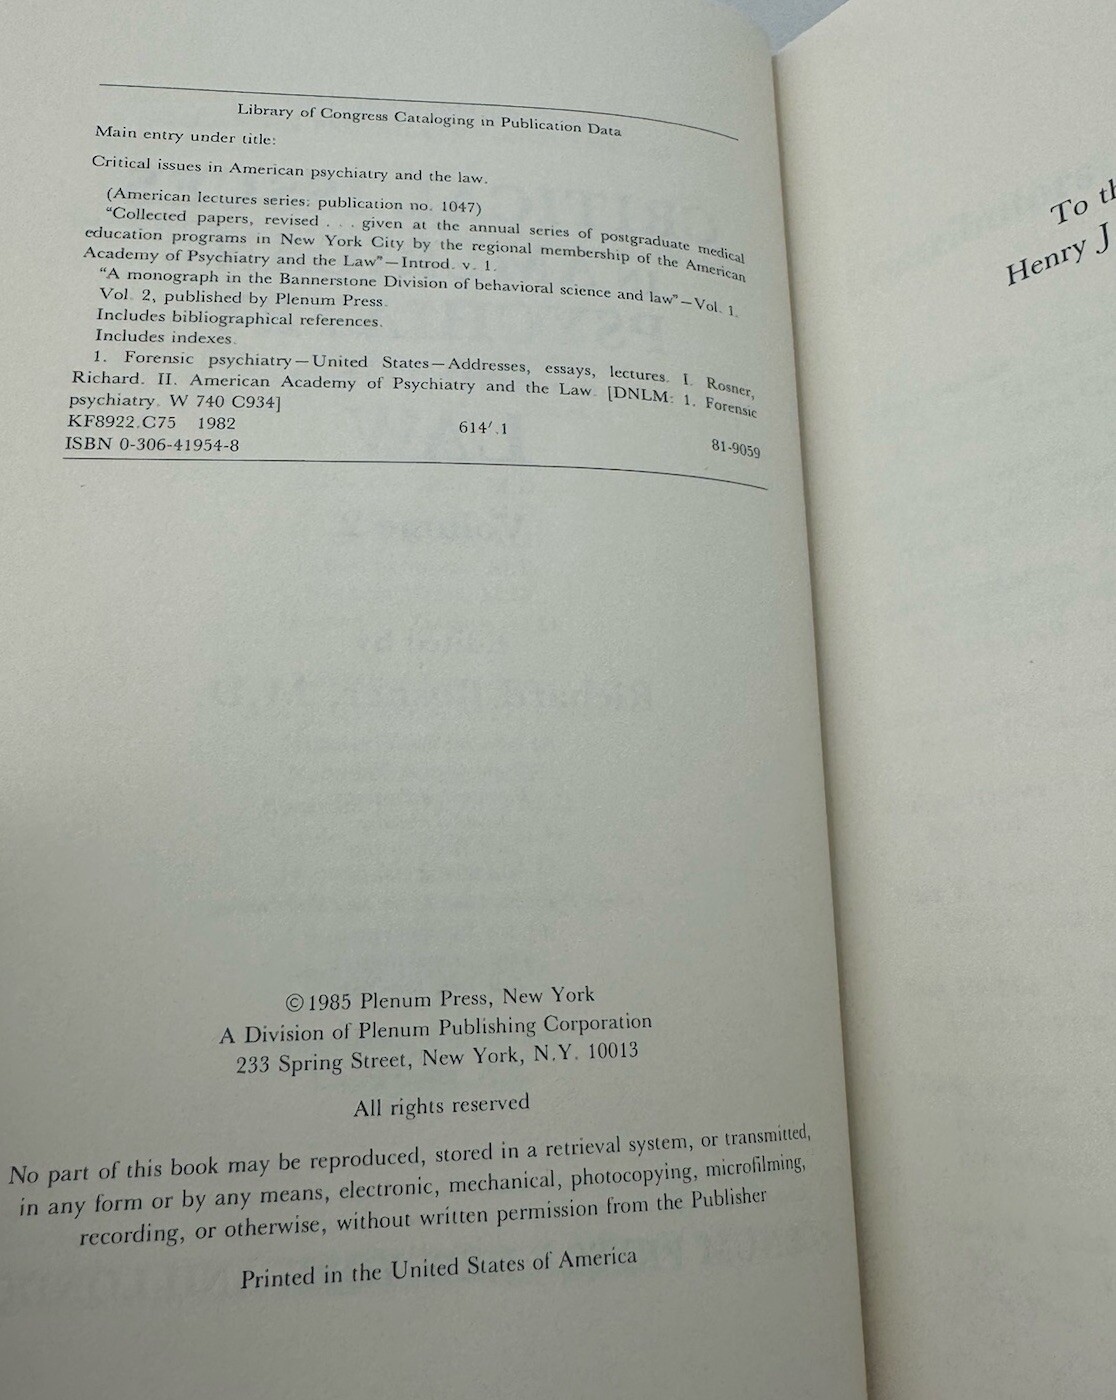 Library of Congress Cataloging in Publication Data
Main entry under title:
Critical issues in American psychiatry and the law.
(American lectures series; publication no. 1047)
“Collected papers, revised . . . given at the annual series of postgraduate medical
education programs in New York City by the regional membership of the American
Academy of Psychiatry and the Law”—Introd. v. 1.
“A monograph in the Bannerstone Division of behavioral science and law”—Vol. 1.
Vol. 2, published by Plenum Press.
Includes bibliographical references.
Includes indexes.
1. Forensic psychiatry—United States—Addresses, essays, lectures. I. Rosner,
Richard. II. American Academy of Psychiatry and the Law. [DNLM: 1. Forensic
psychiatry. W 740 C934]
KF8922.C75 1982 614′.1 81-9059
ISBN 0-306-41954-8
© 1985 Plenum Press, New York
A Division of Plenum Publishing Corporation
233 Spring Street, New York, N.Y. 10013
All rights reserved
No part of this book may be reproduced, stored in a retrieval system, or transmitted,
in any form or by any means, electronic, mechanical, photocopying, microfilming,
recording, or otherwise, without written permission from the Publisher
Printed in the United States of America
To th
Henry J